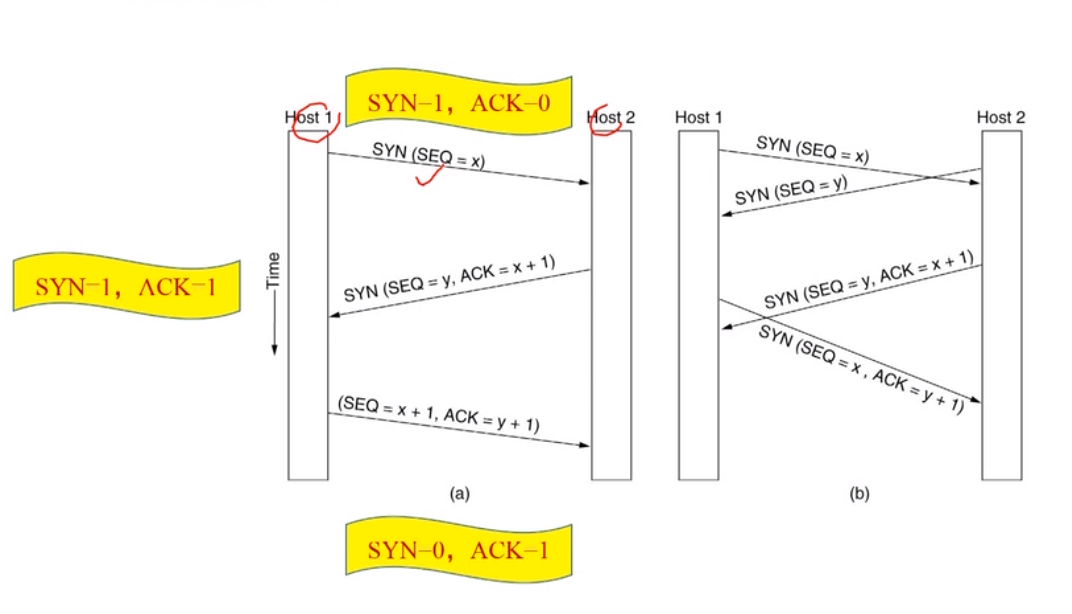 SYN−1, ACK−0
Host 1
Host 2
SYN (SEQ = x)
SYN−1, ACK−1
Time
SYN (SEQ = y, ACK = x + 1)
(SEQ = x + 1, ACK = y + 1)
(a)
SYN−0, ACK−1
Host 1
Host 2
SYN (SEQ = x)
SYN (SEQ = y)
SYN (SEQ = y, ACK = x + 1)
SYN (SEQ = x , ACK = y + 1)
(b)